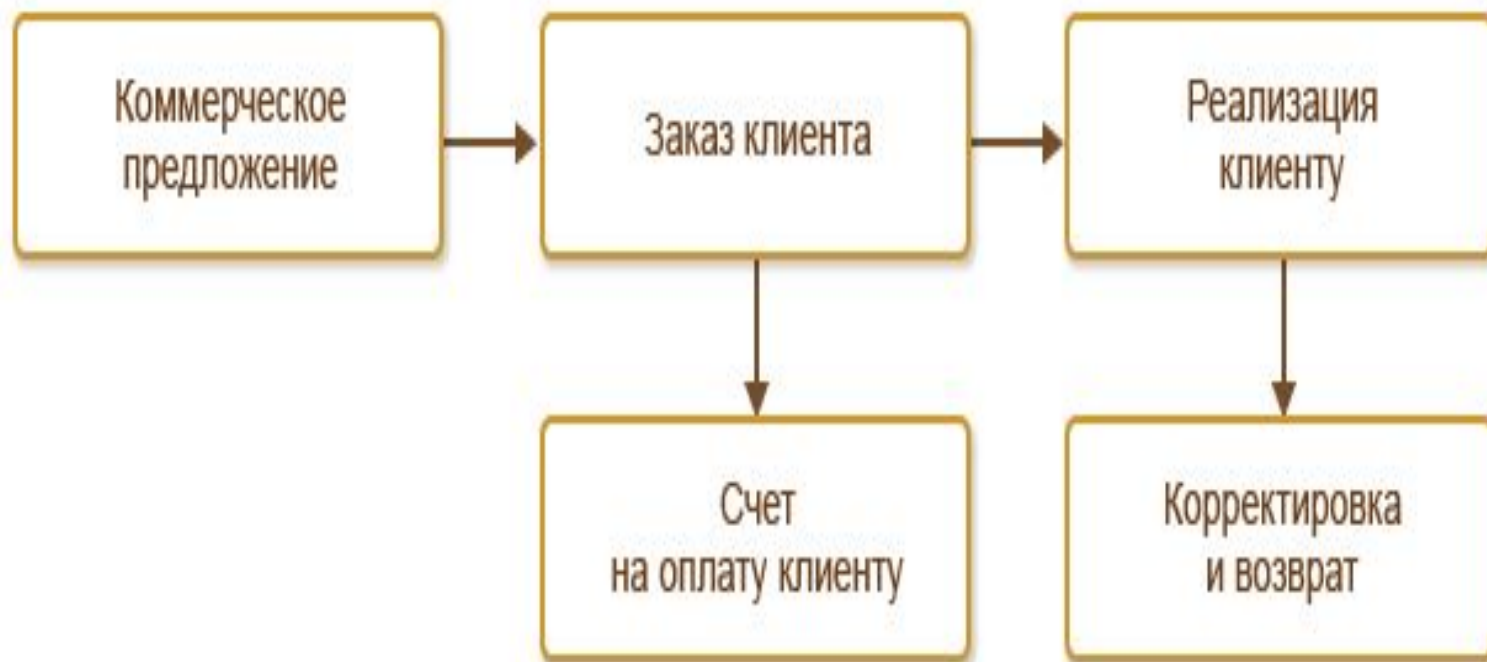 Коммерческое
предложение
Заказ клиента
Реализация
клиенту
Счет
на оплату клиенту
Корректировка
и возврат